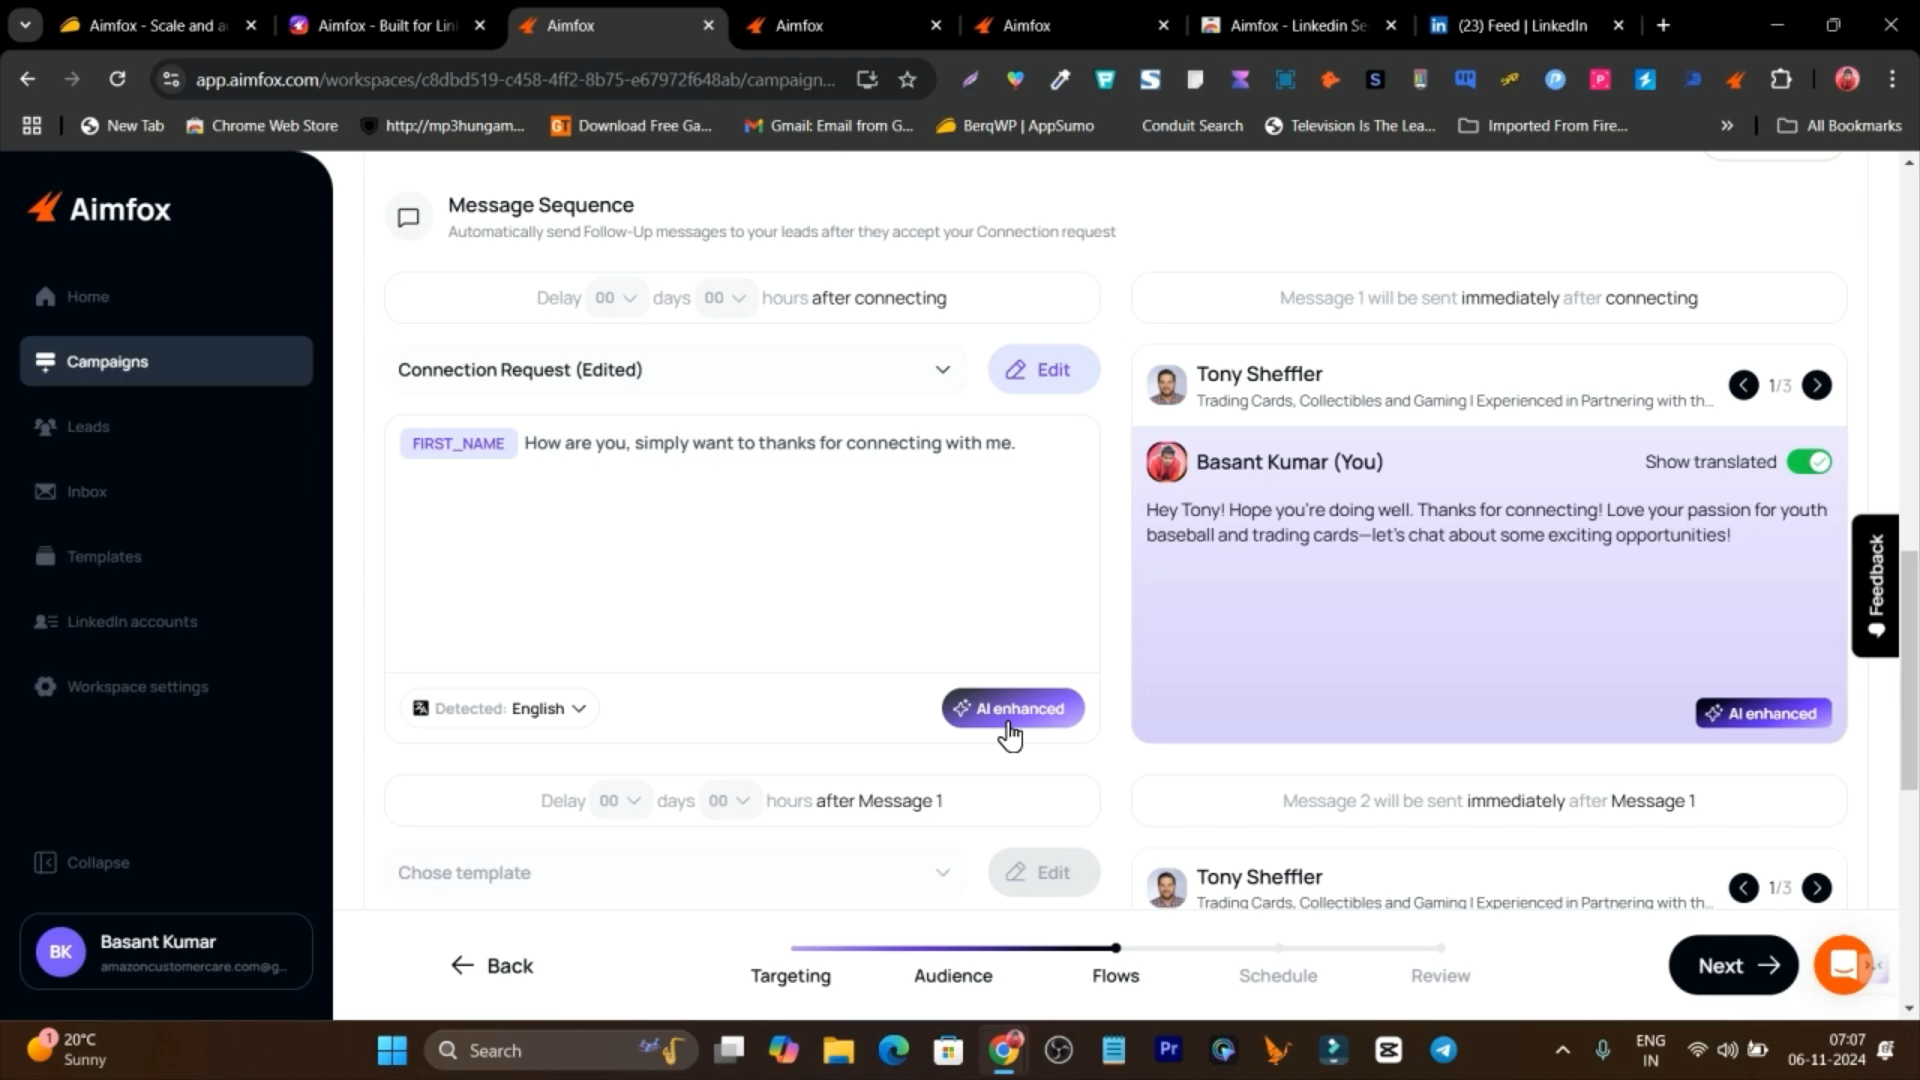 Aimfox - Scale and a
Aimfox - Built for Lin
Aimfox
Aimfox
Aimfox
Aimfox - Linkedin Se
(23) Feed | LinkedIn
app.aimfox.com/workspaces/c8dbd519-c458-4ff2-8b75-e67972f648ab/campaign...
New Tab
Chrome Web Store
http://mp3hungam...
Download Free Ga...
Gmail: Email from G...
BerqWP | AppSumo
Conduit Search
Television Is The Lea...
Imported From Fire...
All Bookmarks
Aimfox
Home
Campaigns
Leads
Inbox
Templates
LinkedIn accounts
Workspace settings
Collapse
BK
Basant Kumar
amazoncustomercare.com@g...
Message Sequence
Automatically send Follow-Up messages to your leads after they accept your Connection request
Delay 00 days 00 hours after connecting
Message 1 will be sent immediately after connecting
Connection Request (Edited)
Edit
FIRST_NAME How are you, simply want to thanks for connecting with me.
Detected: English
AI enhanced
Tony Sheffler
Trading Cards, Collectibles and Gaming | Experienced in Partnering with th...
1/3
Basant Kumar (You)
Show translated
Hey Tony! Hope you're doing well. Thanks for connecting! Love your passion for youth
baseball and trading cards—let's chat about some exciting opportunities!
AI enhanced
Feedback
Delay 00 days 00 hours after Message 1
Message 2 will be sent immediately after Message 1
Chose template
Edit
Tony Sheffler
Trading Cards, Collectibles and Gaming | Experienced in Partnering with th...
1/3
Back
Targeting
Audience
Flows
Schedule
Review
Next
1
20°C
Sunny
Search
Pr
ENG
IN
07:07
06-11-2024